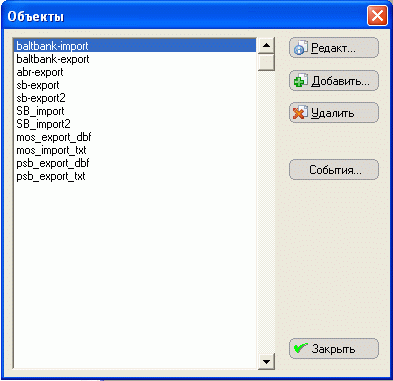 Объекты
baltbank-import
baltbank-export
abr-export
sb-export
sb-export2
SB_import
SB_import2
mos_export_dbf
mos_import_txt
psb_export_dbf
psb_export_txt
Редакт...
Добавить...
Удалить
События...
Закрыть